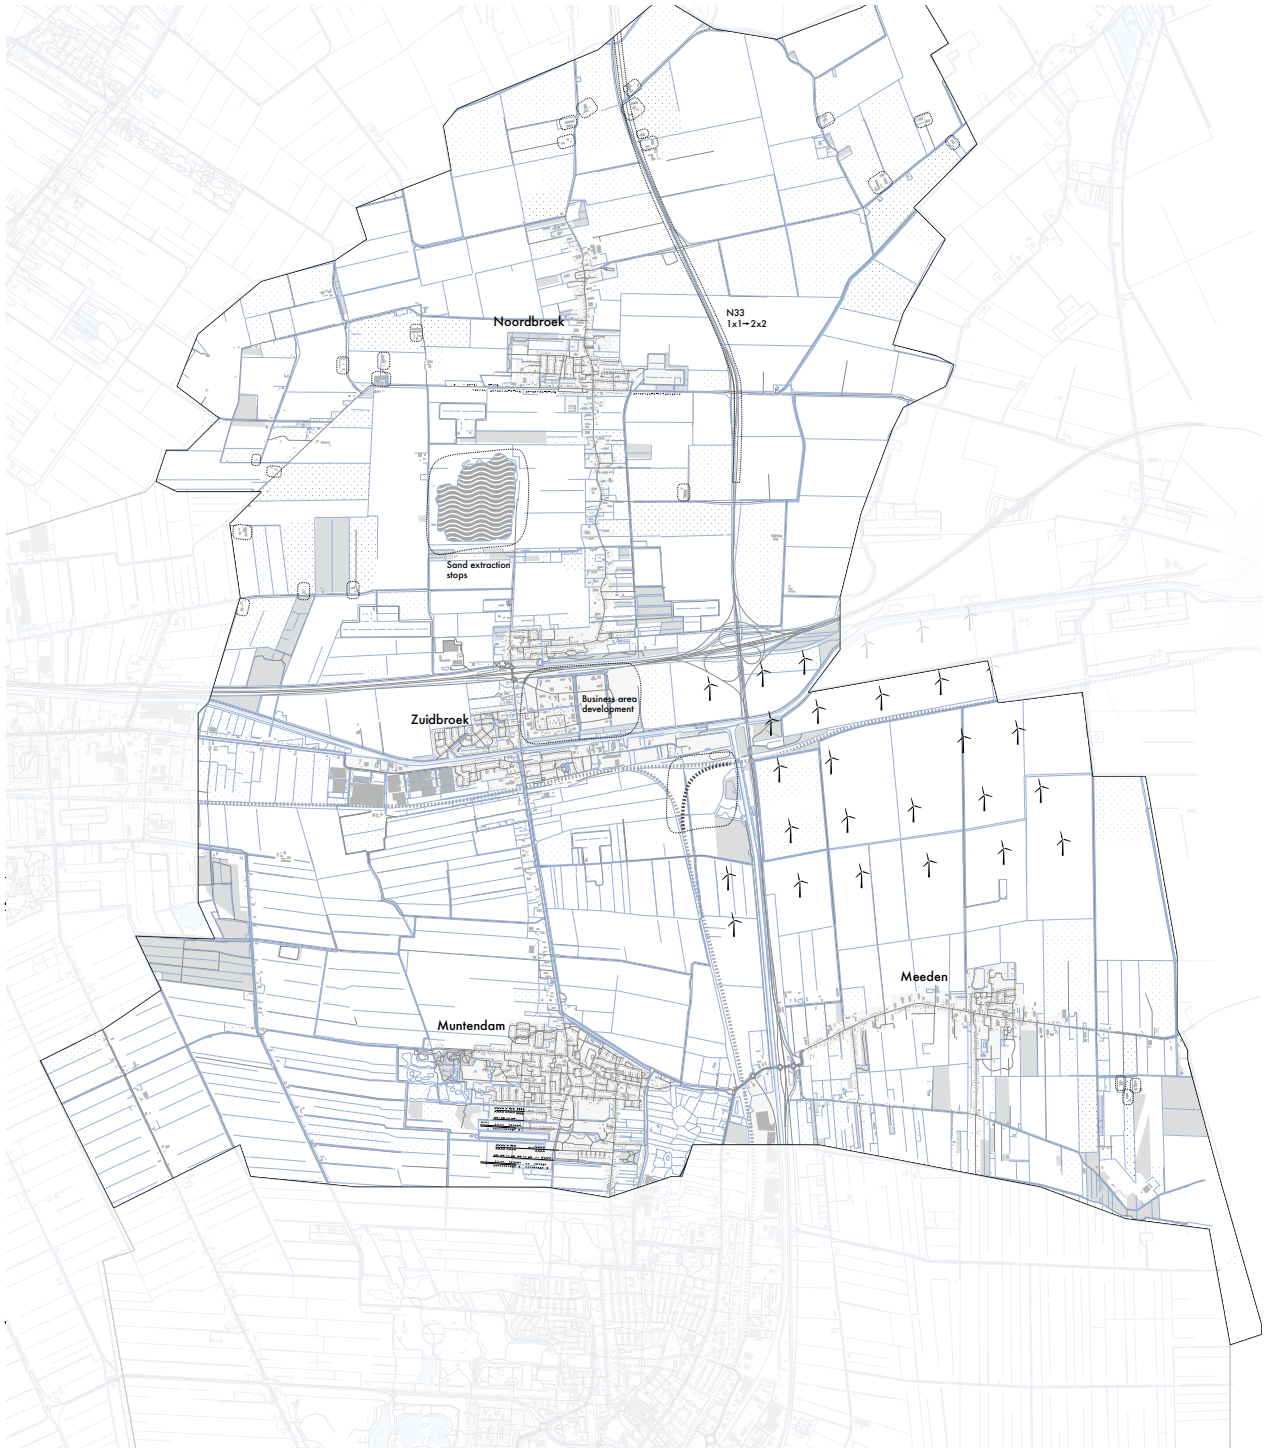 N33
1x1→2x2
Noordbroek
Sand extraction
stops
Business area
development
Zuidbroek
Meeden
Muntendam